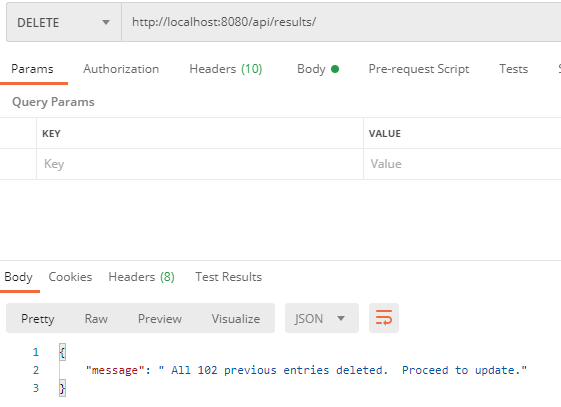 DELETE http://localhost:8080/api/results/
Params Authorization Headers (10) Body Pre-request Script Tests
Query Params
KEY VALUE
Key Value
Body Cookies Headers (8) Test Results
Pretty Raw Preview Visualize JSON
1 {
2 "message": " All 102 previous entries deleted.  Proceed to update."
3 }